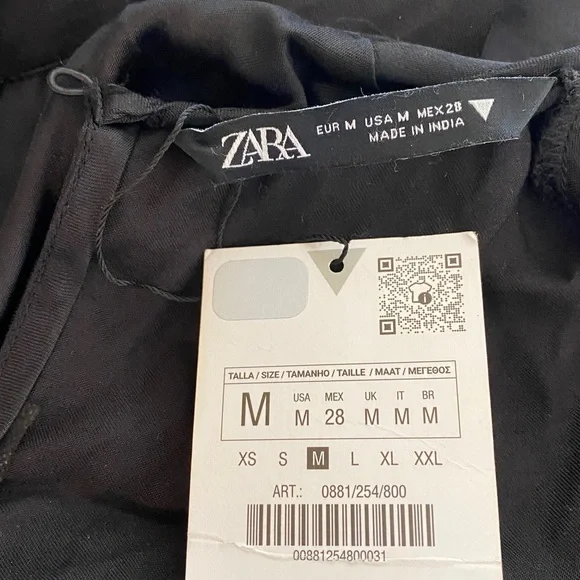 ZARA
EUR M USA M MEX 28
MADE IN INDIA
TALLA / SIZE / TAMANHO / TAILLE / MAAT / ΜΕΓΕΘΟΣ
M
USA MEX UK IT BR
M 28 M M M
XS S M L XL XXL
ART.: 0881/254/800
00881254800031